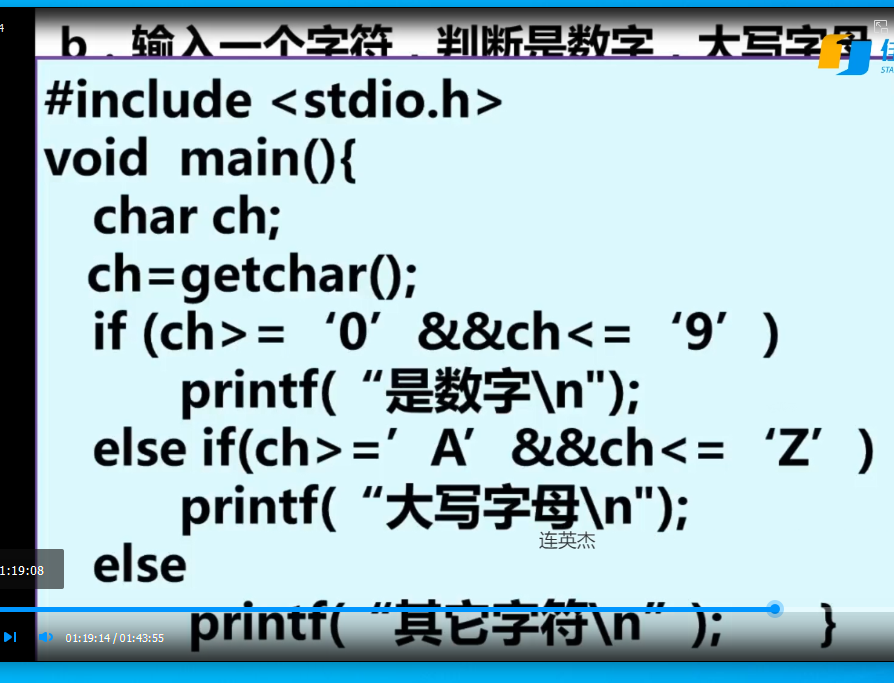 4
b．输入一个字符，判断是数字，大写字母
STA
#include <stdio.h>
void main(){
char ch;
ch=getchar();
if (ch>=‘0’&&ch<=‘9’)
printf(“是数字\n");
else if(ch>=’A’&&ch<=‘Z’)
printf(“大写字母\n");
连英杰
else
1:19:08
printf(“其它字符\n”); }
01:19:14/01:43:55